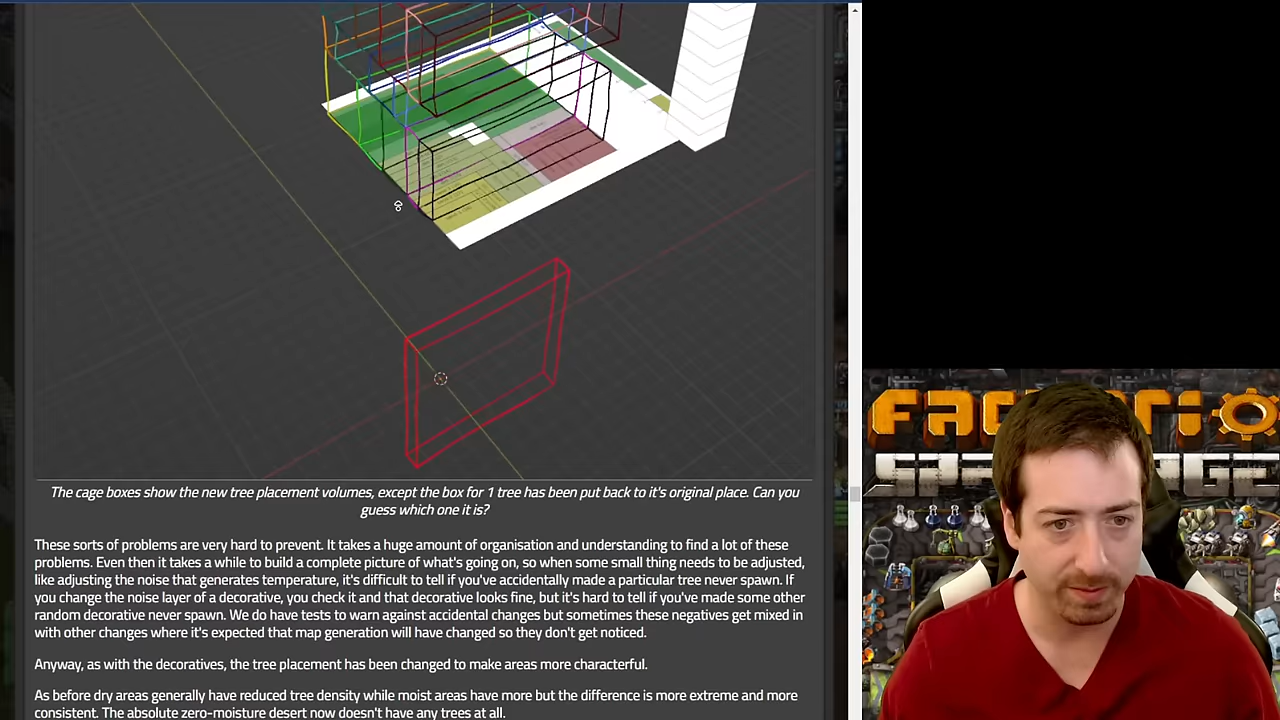 The cage boxes show the new tree placement volumes, except the box for 1 tree has been put back to it's original place. Can you
guess which one it is?
These sorts of problems are very hard to prevent. It takes a huge amount of organisation and understanding to find a lot of these
problems. Even then it takes a while to build a complete picture of what's going on, so when some small thing needs to be adjusted,
like adjusting the noise that generates temperature, it's difficult to tell if you've accidentally made a particular tree never spawn. If
you change the noise layer of a decorative, you check it and that decorative looks fine, but it's hard to tell if you've made some other
random decorative never spawn. We do have tests to warn against accidental changes but sometimes these negatives get mixed in
with other changes where it's expected that map generation will have changed so they don't get noticed.
Anyway, as with the decoratives, the tree placement has been changed to make areas more characterful.
As before dry areas generally have reduced tree density while moist areas have more but the difference is more extreme and more
consistent. The absolute zero-moisture desert now doesn't have any trees at all.